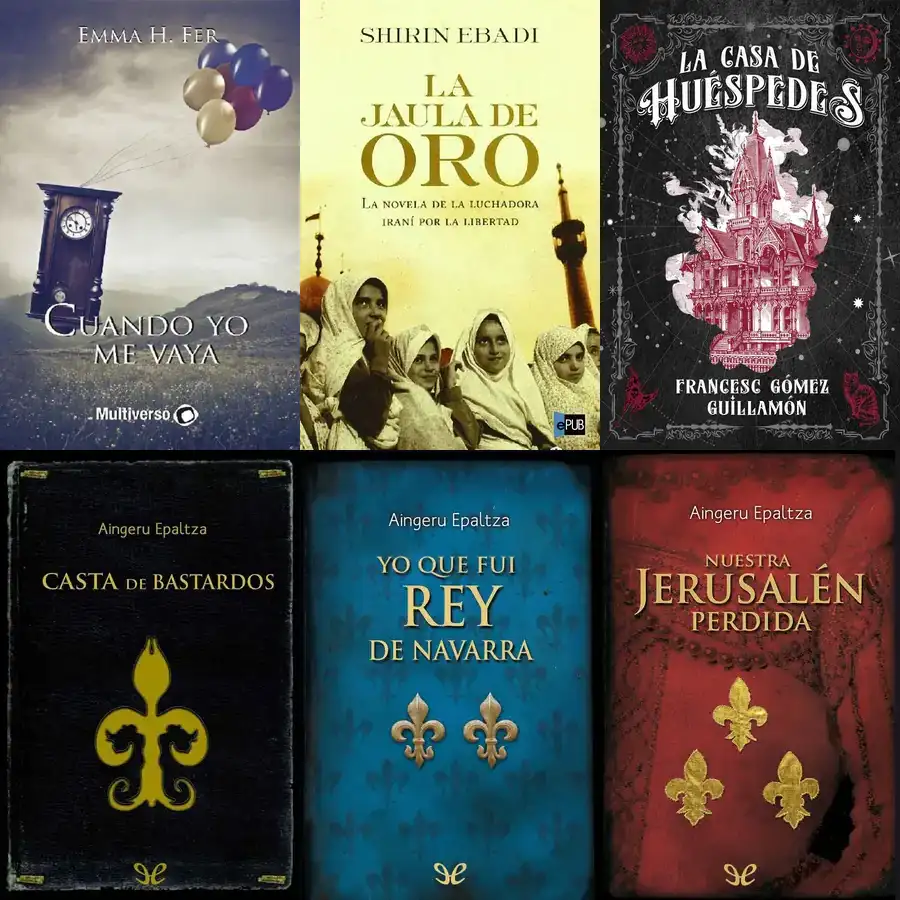 EMMA H. FER
CUANDO YO
ME VAYA
Multiverso
SHIRIN EBADI
LA
JAULA DE
ORO
LA NOVELA DE LA LUCHADORA
IRANÍ POR LA LIBERTAD
ePUB
LA CASA DE
HUÉSPEDES
FRANCESC GÓMEZ
GUILLAMÓN
Aingeru Epaltza
CASTA DE BASTARDOS
Aingeru Epaltza
YO QUE FUI
REY
DE NAVARRA
Aingeru Epaltza
NUESTRA
JERUSALÉN
PERDIDA